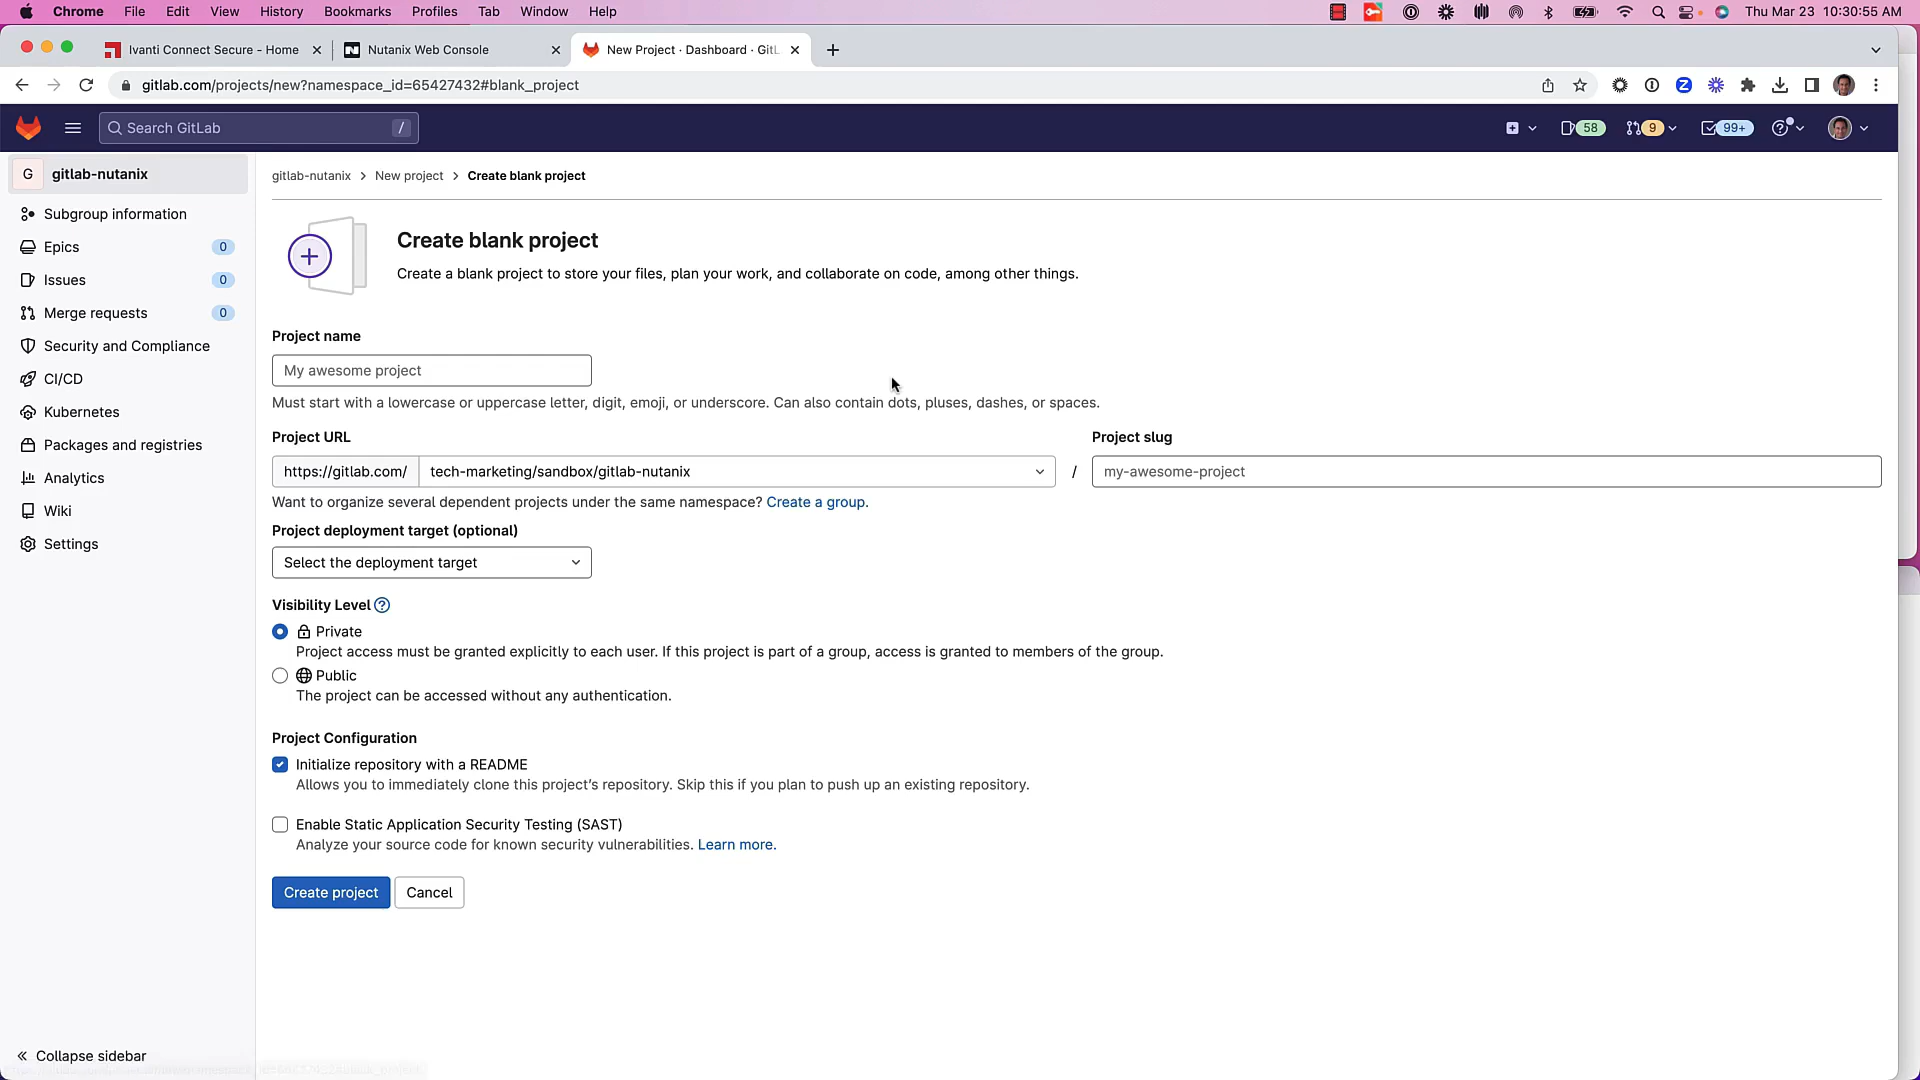 Chrome File Edit View History Bookmarks Profiles Tab Window Help Thu Mar 23 10:30:55 AM
Ivanti Connect Secure - Home Nutanix Web Console New Project · Dashboard · GitL
gitlab.com/projects/new?namespace_id=65427432#blank_project
Search GitLab / 58 9 99+
G gitlab-nutanix
Subgroup information
Epics 0
Issues 0
Merge requests 0
Security and Compliance
CI/CD
Kubernetes
Packages and registries
Analytics
Wiki
Settings
Collapse sidebar
gitlab-nutanix > New project > Create blank project
Create blank project
Create a blank project to store your files, plan your work, and collaborate on code, among other things.
Project name
My awesome project
Must start with a lowercase or uppercase letter, digit, emoji, or underscore. Can also contain dots, pluses, dashes, or spaces.
Project URL Project slug
https://gitlab.com/ tech-marketing/sandbox/gitlab-nutanix / my-awesome-project
Want to organize several dependent projects under the same namespace? Create a group.
Project deployment target (optional)
Select the deployment target
Visibility Level
Private
Project access must be granted explicitly to each user. If this project is part of a group, access is granted to members of the group.
Public
The project can be accessed without any authentication.
Project Configuration
Initialize repository with a README
Allows you to immediately clone this project's repository. Skip this if you plan to push up an existing repository.
Enable Static Application Security Testing (SAST)
Analyze your source code for known security vulnerabilities. Learn more.
Create project Cancel